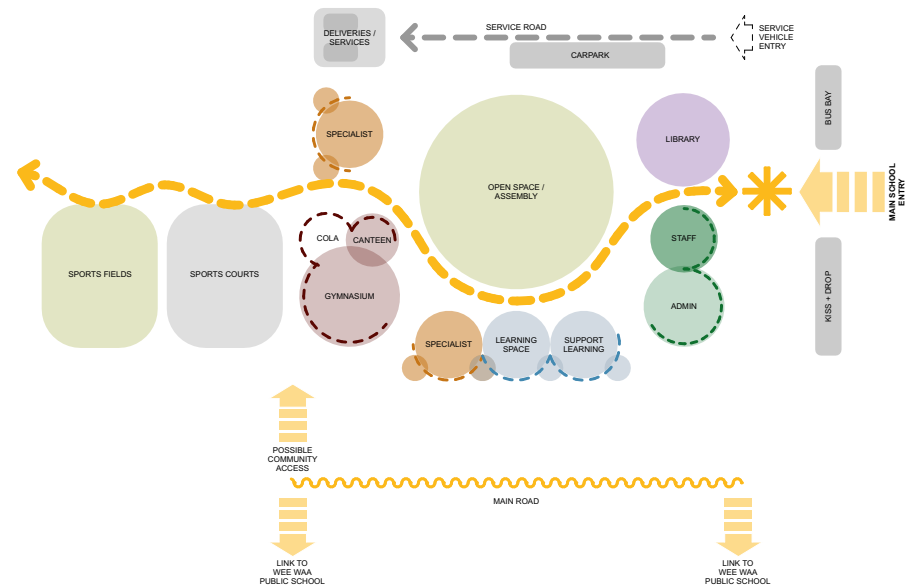 DELIVERIES /
SERVICES
SERVICE ROAD
CARPARK
SERVICE
VEHICLE
ENTRY
BUS BAY
SPECIALIST
LIBRARY
OPEN SPACE /
ASSEMBLY
MAIN SCHOOL
ENTRY
COLA
CANTEEN
STAFF
SPORTS FIELDS
SPORTS COURTS
GYMNASIUM
ADMIN
KISS + DROP
SPECIALIST
LEARNING
SPACE
SUPPORT
LEARNING
POSSIBLE
COMMUNITY
ACCESS
MAIN ROAD
LINK TO
WEE WAA
PUBLIC SCHOOL
LINK TO
WEE WAA
PUBLIC SCHOOL